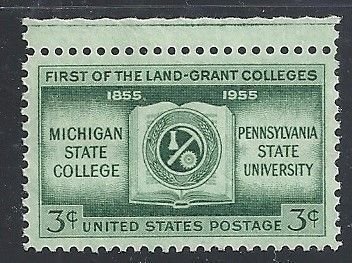 FIRST OF THE LAND-GRANT COLLEGES
1855 1955
MICHIGAN STATE COLLEGE
PENNSYLVANIA STATE UNIVERSITY
3¢ UNITED STATES POSTAGE 3¢